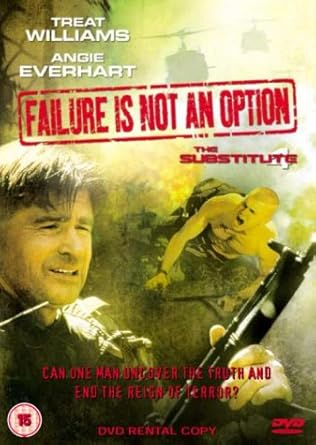 TREAT
WILLIAMS
ANGIE
EVERHART
FAILURE IS NOT AN OPTION
THE
SUBSTITUTE
4
CAN ONE MAN UNCOVER THE TRUTH AND
END THE REIGN OF TERROR?
15
DVD RENTAL COPY
DVD